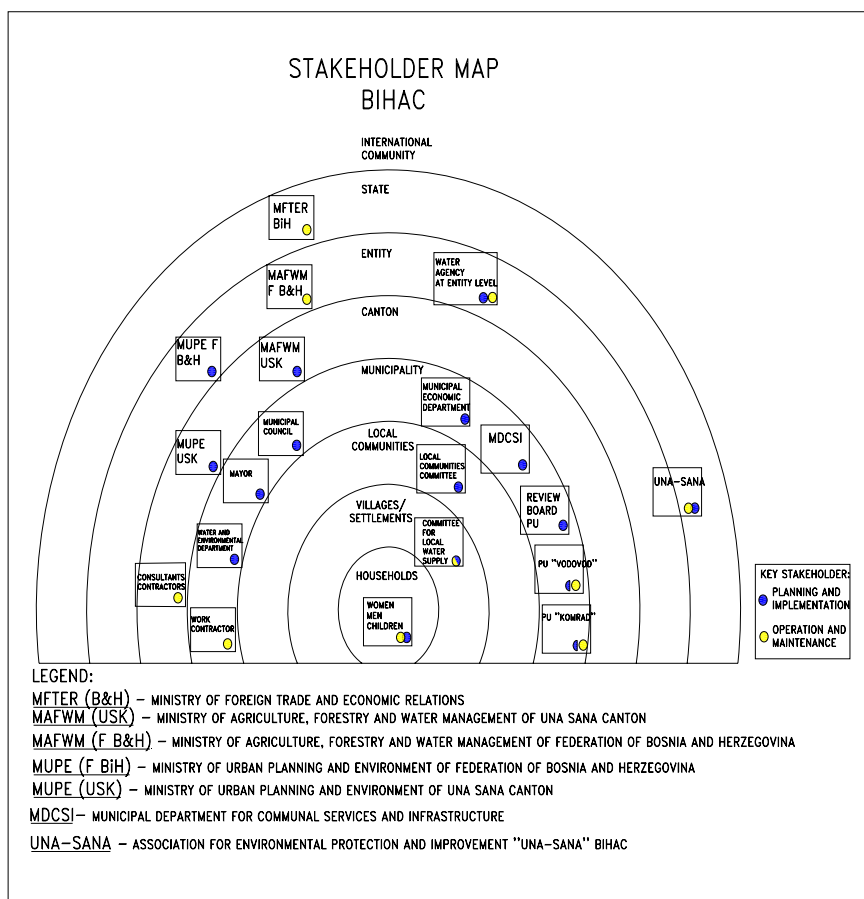 STAKEHOLDER MAP
BIHAC
INTERNATIONAL
COMMUNITY
STATE
MFTER
BiH
ENTITY
MAFWM
F B&H
WATER
AGENCY
AT ENTITY LEVEL
CANTON
MUPE F
B&H
MAFWM
USK
MUNICIPALITY
MUNICIPAL
ECONOMIC
DEPARTMENT
MUNICIPAL
COUNCIL
MUPE
USK
LOCAL
COMMUNITIES
MDCSI
MAYOR
LOCAL
COMMUNITIES
COMMITTEE
UNA-SANA
REVIEW
BOARD
PU
VILLAGES/
SETTLEMENTS
WATER AND
ENVIRONMENTAL
DEPARTMENT
COMMITTEE
FOR
LOCAL
WATER
SUPPLY
PU "VODOVOD"
CONSULTANTS
CONTRACTORS
HOUSEHOLDS
WOMEN
MEN
CHILDREN
WORK
CONTRACTOR
PU "KOMRAD"
KEY STAKEHOLDER:
PLANNING AND
IMPLEMENTATION
OPERATION AND
MAINTENANCE
LEGEND:
MFTER (B&H) – MINISTRY OF FOREIGN TRADE AND ECONOMIC RELATIONS
MAFWM (USK) – MINISTRY OF AGRICULTURE, FORESTRY AND WATER MANAGEMENT OF UNA SANA CANTON
MAFWM (F B&H) – MINISTRY OF AGRICULTURE, FORESTRY AND WATER MANAGEMENT OF FEDERATION OF BOSNIA AND HERZEGOVINA
MUPE (F BiH) – MINISTRY OF URBAN PLANNING AND ENVIRONMENT OF FEDERATION OF BOSNIA AND HERZEGOVINA
MUPE (USK) – MINISTRY OF URBAN PLANNING AND ENVIRONMENT OF UNA SANA CANTON
MDCSI– MUNICIPAL DEPARTMENT FOR COMMUNAL SERVICES AND INFRASTRUCTURE
UNA-SANA – ASSOCIATION FOR ENVIRONMENTAL PROTECTION AND IMPROVEMENT "UNA-SANA" BIHAC